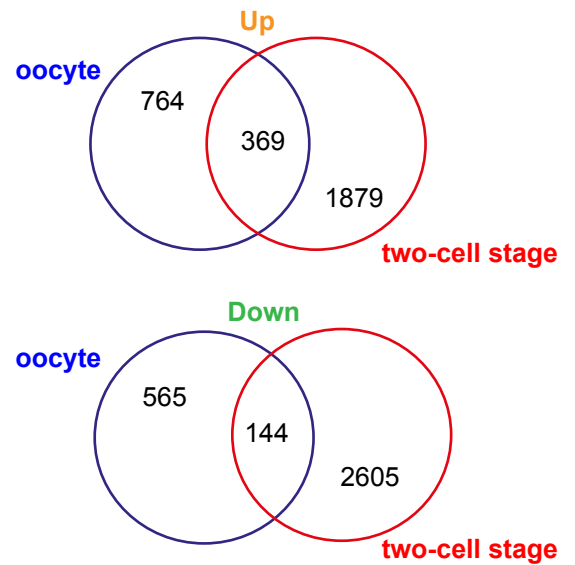 Up
oocyte
764
369
1879
two-cell stage
Down
oocyte
565
144
2605
two-cell stage